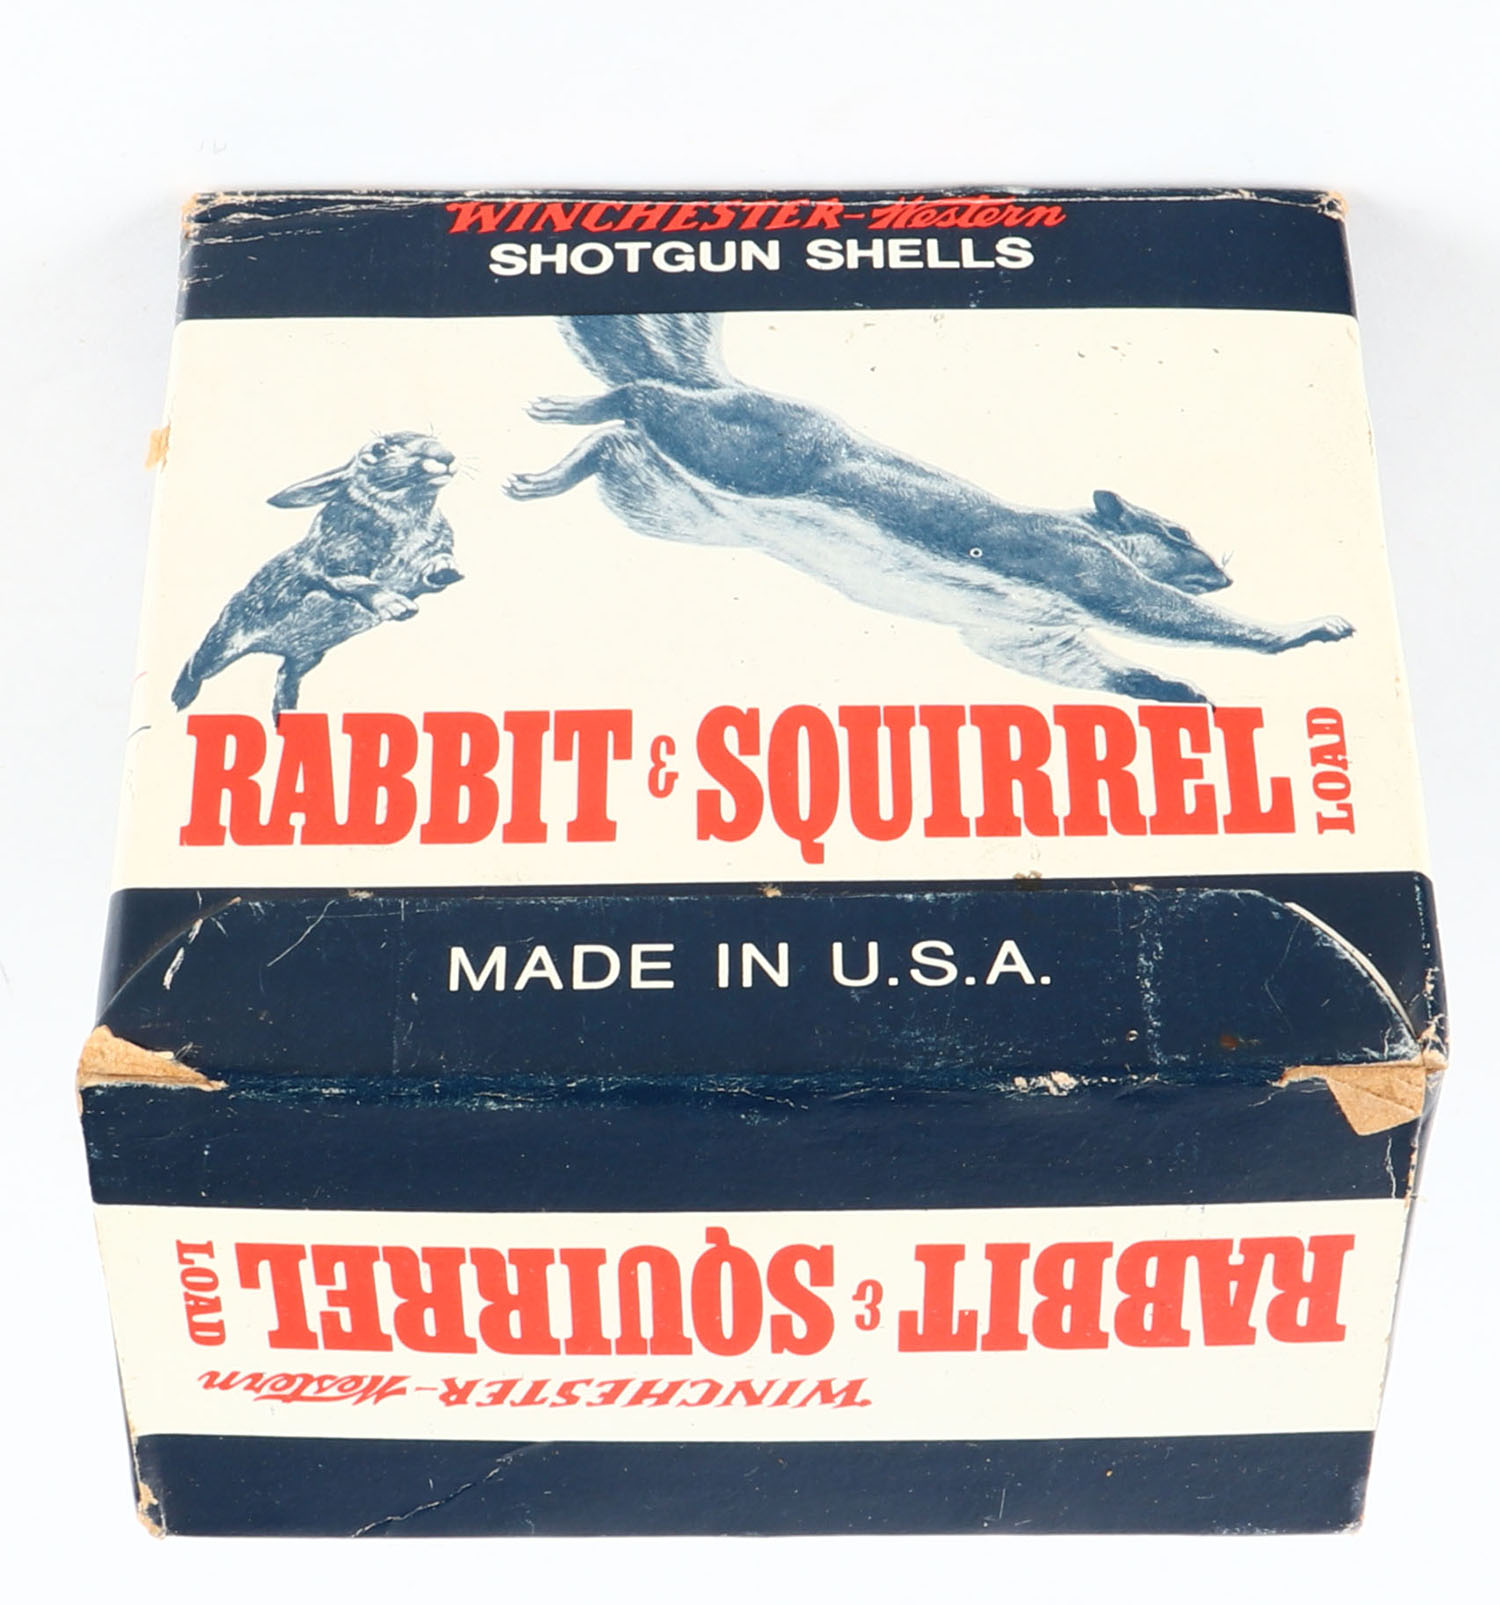 WINCHESTER-Western
SHOTGUN SHELLS
RABBIT & SQUIRREL LOAD
MADE IN U.S.A.
RABBIT & SQUIRREL LOAD
WINCHESTER-Western